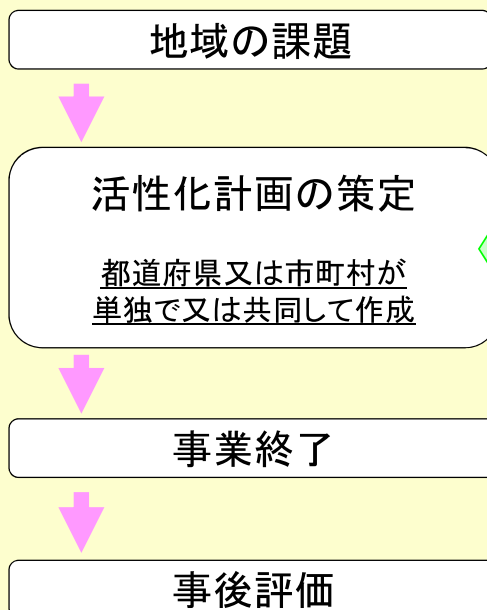 地域の課題
活性化計画の策定
都道府県又は市町村が
単独で又は共同して作成
事業終了
事後評価